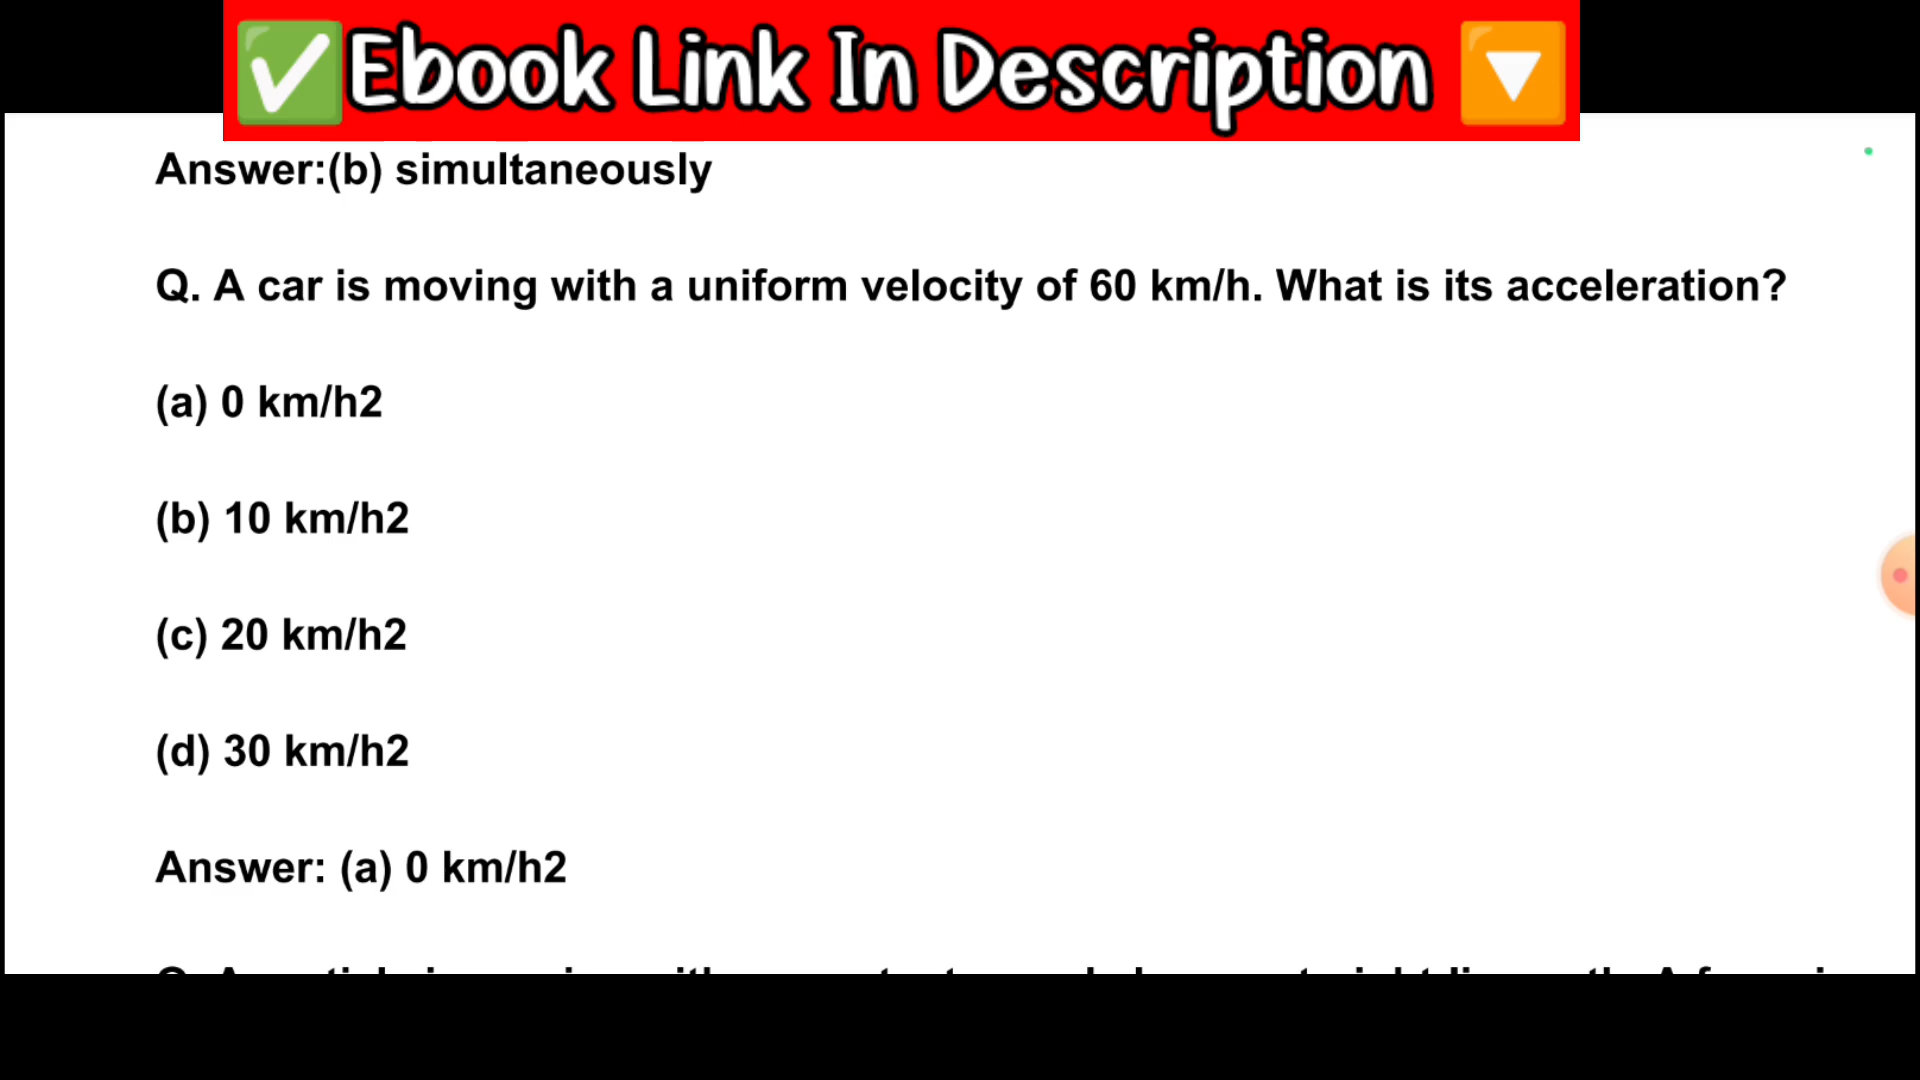 ✅Ebook Link In Description 🔽
Answer:(b) simultaneously
Q. A car is moving with a uniform velocity of 60 km/h. What is its acceleration?
(a) 0 km/h2
(b) 10 km/h2
(c) 20 km/h2
(d) 30 km/h2
Answer: (a) 0 km/h2